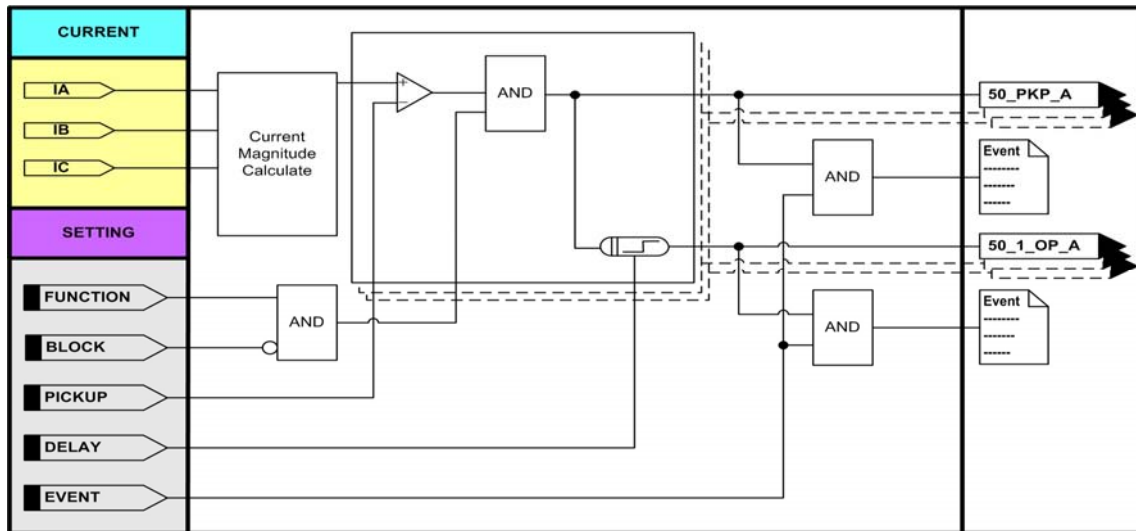 CURRENT
IA
IB
IC
Current
Magnitude
Calculate
+
−
AND
50_PKP_A
AND
Event
--------
-------
------
SETTING
50_1_OP_A
FUNCTION
AND
BLOCK
AND
Event
--------
-------
------
PICKUP
DELAY
EVENT